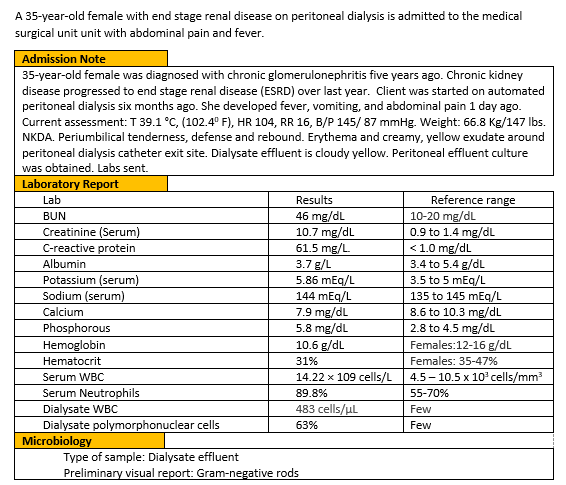 A 35-year-old female with end stage renal disease on peritoneal dialysis is admitted to the medical
surgical unit unit with abdominal pain and fever.
Admission Note
35-year-old female was diagnosed with chronic glomerulonephritis five years ago. Chronic kidney
disease progressed to end stage renal disease (ESRD) over last year.  Client was started on automated
peritoneal dialysis six months ago. She developed fever, vomiting, and abdominal pain 1 day ago.
Current assessment: T 39.1 °C, (102.4⁰ F), HR 104, RR 16, B/P 145/ 87 mmHg. Weight: 66.8 Kg/147 lbs.
NKDA. Periumbilical tenderness, defense and rebound. Erythema and creamy, yellow exudate around
peritoneal dialysis catheter exit site. Dialysate effluent is cloudy yellow. Peritoneal effluent culture
was obtained. Labs sent.
Laboratory Report
Lab Results Reference range
BUN 46 mg/dL 10-20 mg/dL
Creatinine (Serum) 10.7 mg/dL 0.9 to 1.4 mg/dL
C-reactive protein 61.5 mg/L. < 1.0 mg/dL
Albumin 3.7 g/L 3.4 to 5.4 g/dL
Potassium (serum) 5.86 mEq/L 3.5 to 5 mEq/L
Sodium (serum) 144 mEq/L 135 to 145 mEq/L
Calcium 7.9 mg/dL 8.6 to 10.3 mg/dL
Phosphorous 5.8 mg/dL 2.8 to 4.5 mg/dL
Hemoglobin 10.6 g/dL Females:12-16 g/dL
Hematocrit 31% Females: 35-47%
Serum WBC 14.22 × 109 cells/L 4.5 – 10.5 x 10³ cells/mm³
Serum Neutrophils 89.8% 55-70%
Dialysate WBC 483 cells/μL Few
Dialysate polymorphonuclear cells 63% Few
Microbiology
Type of sample: Dialysate effluent
Preliminary visual report: Gram-negative rods